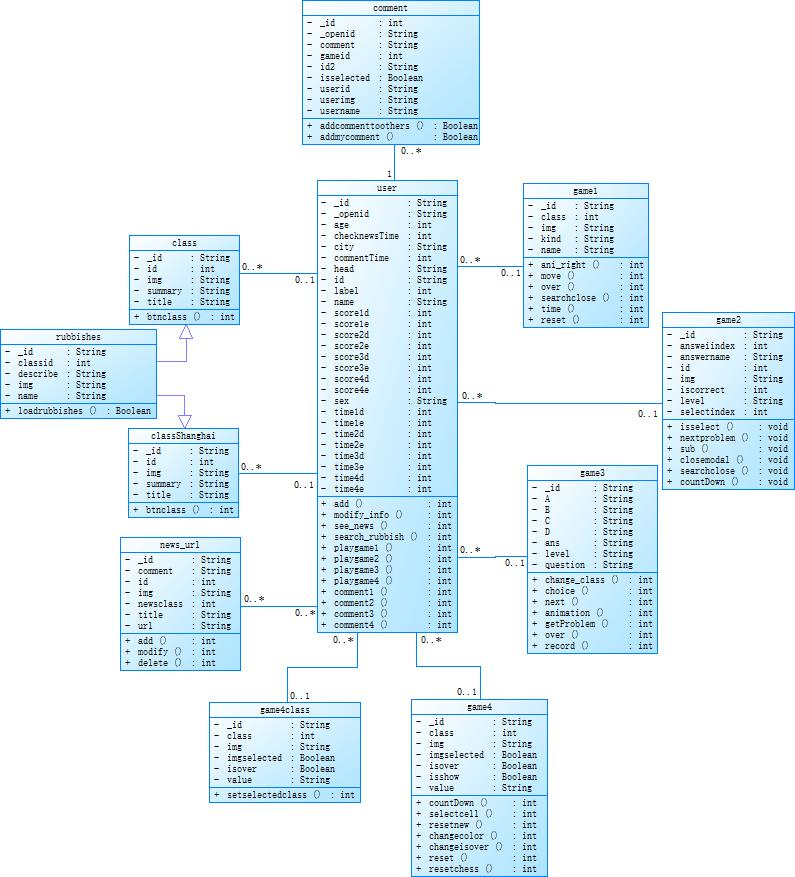 comment
- _id : int
- _openid : String
- comment : String
- gameid : int
- id2 : String
- isselected : Boolean
- userid : String
- userimg : String
- username : String
+ addcommenttoothers () : Boolean
+ addmycomment () : Boolean
0..*
1
user
- _id : String
- _openid : String
- age : int
- checknewsTime : int
- city : String
- commentTime : int
- head : String
- id : String
- label : int
- name : String
- score1d : int
- score1e : int
- score2d : int
- score2e : int
- score3d : int
- score3e : int
- score4d : int
- score4e : int
- sex : String
- time1d : int
- time1e : int
- time2d : int
- time2e : int
- time3d : int
- time3e : int
- time4d : int
- time4e : int
+ add () : int
+ modify_info () : int
+ see_news () : int
+ search_rubbish () : int
+ playgame1 () : int
+ playgame2 () : int
+ playgame3 () : int
+ playgame4 () : int
+ comment1 () : int
+ comment2 () : int
+ comment3 () : int
+ comment4 () : int
game1
- _id : String
- class : int
- img : String
- kind : String
- name : String
+ ani_right () : int
+ move () : int
+ over () : int
+ searchclose () : int
+ time () : int
+ reset () : int
0..*
0..1
class
- _id : String
- id : int
- img : String
- summary : String
- title : String
+ btnclass () : int
0..*
0..1
game2
- _id : String
- answeiindex : int
- answername : String
- id : int
- img : String
- iscorrect : int
- level : String
- selectindex : int
+ isselect () : void
+ nextproblem () : void
+ sub () : void
+ closemodal () : void
+ searchclose () : void
+ countDown () : void
0..*
0..1
rubbishes
- _id : String
- classid : int
- describe : String
- img : String
- name : String
+ loadrubbishes () : Boolean
classShanghai
- _id : String
- id : int
- img : String
- summary : String
- title : String
+ btnclass () : int
0..*
0..1
game3
- _id : String
- A : String
- B : String
- C : String
- D : String
- ans : String
- level : String
- question : String
+ change_class () : int
+ choice () : int
+ next () : int
+ animation () : int
+ getProblem () : int
+ over () : int
+ record () : int
0..*
0..1
news_url
- _id : String
- comment : String
- id : int
- img : String
- newsclass : int
- title : String
- url : String
+ add () : int
+ modify () : int
+ delete () : int
0..*
0..*
0..*
0..*
0..1
0..1
game4class
- _id : String
- class : int
- img : String
- imgselected : Boolean
- isover : Boolean
- value : String
+ setselectedclass () : int
game4
- _id : String
- class : int
- img : String
- imgselected : Boolean
- isover : Boolean
- isshow : Boolean
- value : String
+ countDown () : int
+ selectcell () : int
+ resetnew () : int
+ changecolor () : int
+ changeisover () : int
+ reset () : int
+ resetchess () : int